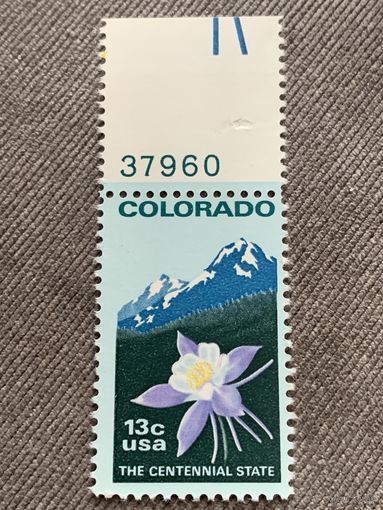 37960
COLORADO
13c
usa
THE CENTENNIAL STATE